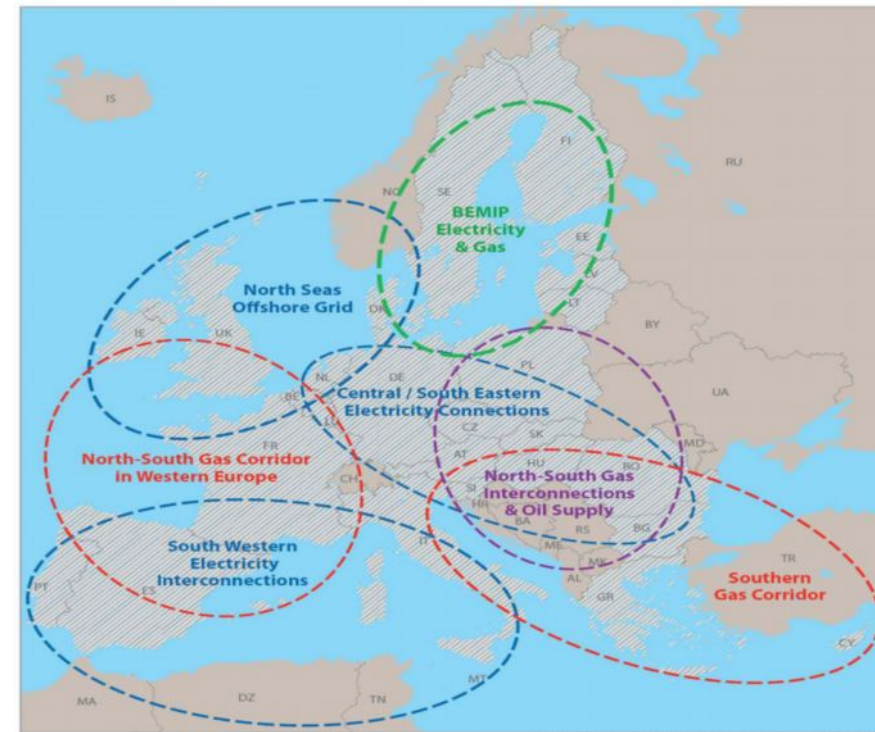 IS
RU
FI
NO
SE
BEMIP
Electricity
& Gas
EE
LV
LT
North Seas
Offshore Grid
DK
IE
UK
BY
NL
DE
PL
BE
Central / South Eastern
Electricity Connections
UA
LU
CZ
SK
FR
AT
MD
North-South Gas Corridor
in Western Europe
CH
HU
RO
North-South Gas
Interconnections
& Oil Supply
SI
HR
BA
RS
BG
ME
MK
IT
South Western
Electricity
Interconnections
AL
TR
Southern
Gas Corridor
PT
ES
GR
CY
MT
MA
DZ
TN